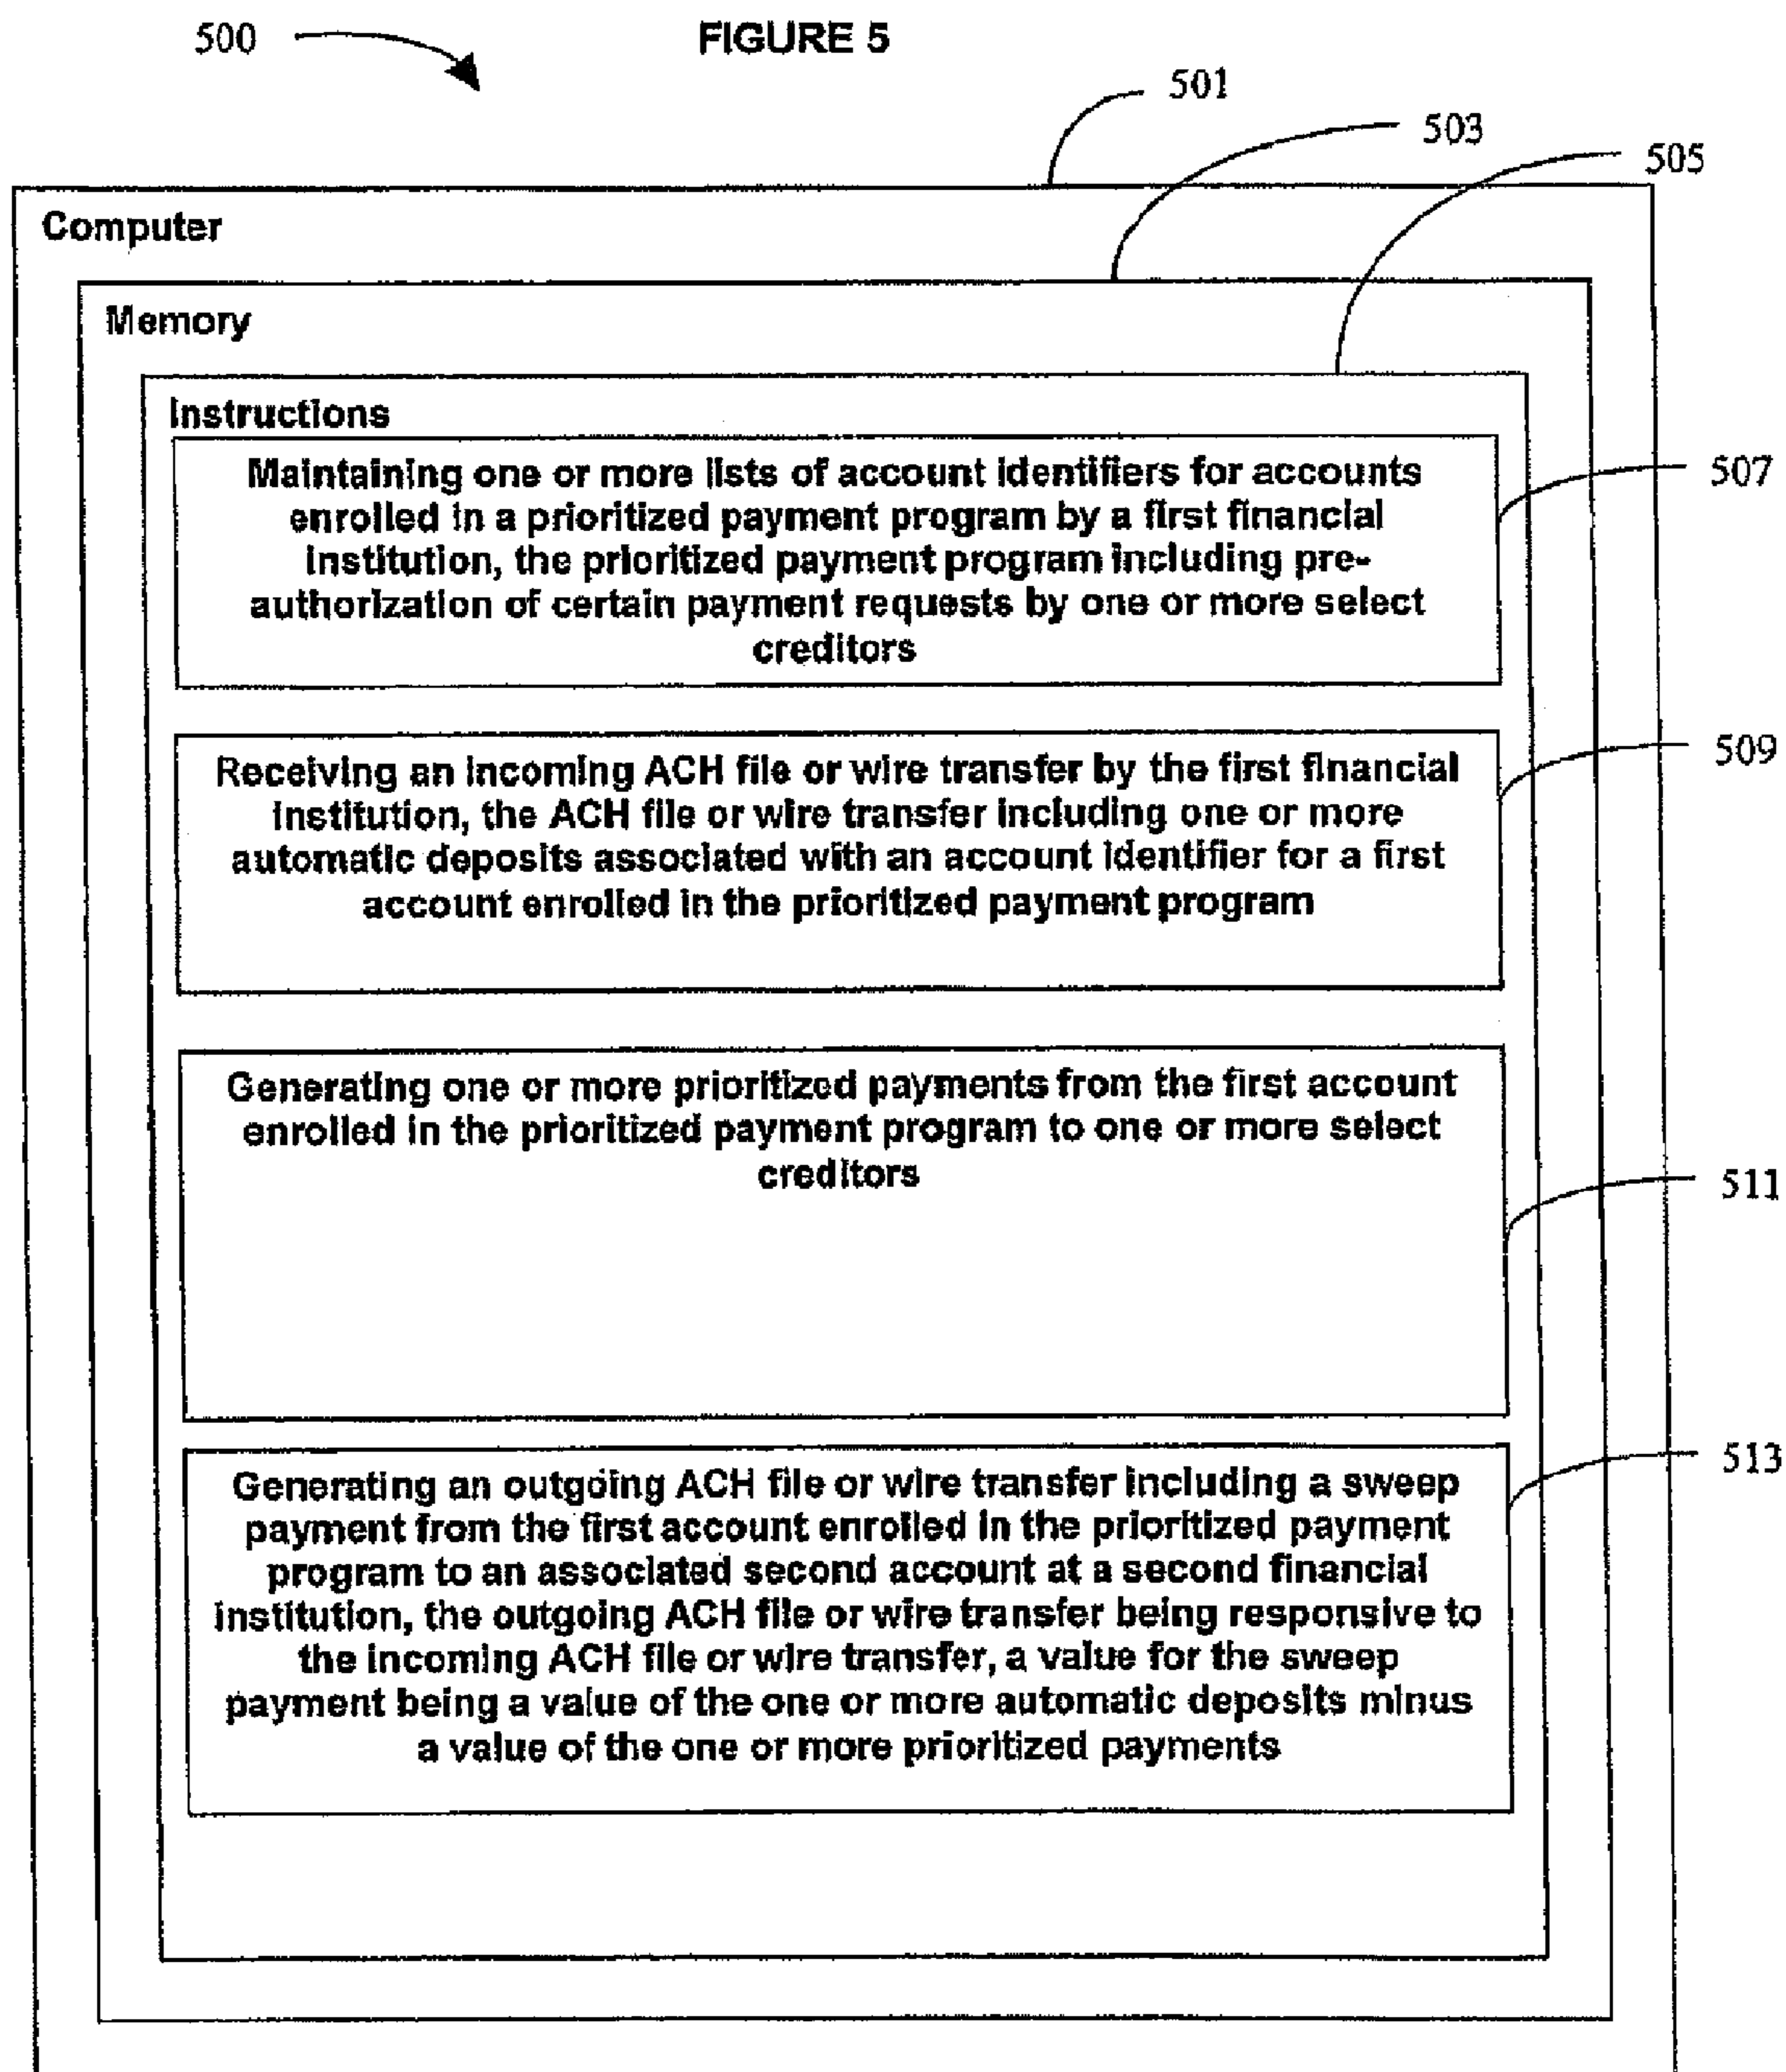 500
FIGURE 5
501
503
505
Computer
Memory
Instructions
Maintaining one or more lists of account identifiers for accounts
enrolled in a prioritized payment program by a first financial
institution, the prioritized payment program including pre-
authorization of certain payment requests by one or more select
creditors
507
Receiving an incoming ACH file or wire transfer by the first financial
institution, the ACH file or wire transfer including one or more
automatic deposits associated with an account identifier for a first
account enrolled in the prioritized payment program
509
Generating one or more prioritized payments from the first account
enrolled in the prioritized payment program to one or more select
creditors
511
Generating an outgoing ACH file or wire transfer including a sweep
payment from the first account enrolled in the prioritized payment
program to an associated second account at a second financial
institution, the outgoing ACH file or wire transfer being responsive to
the incoming ACH file or wire transfer, a value for the sweep
payment being a value of the one or more automatic deposits minus
a value of the one or more prioritized payments
513